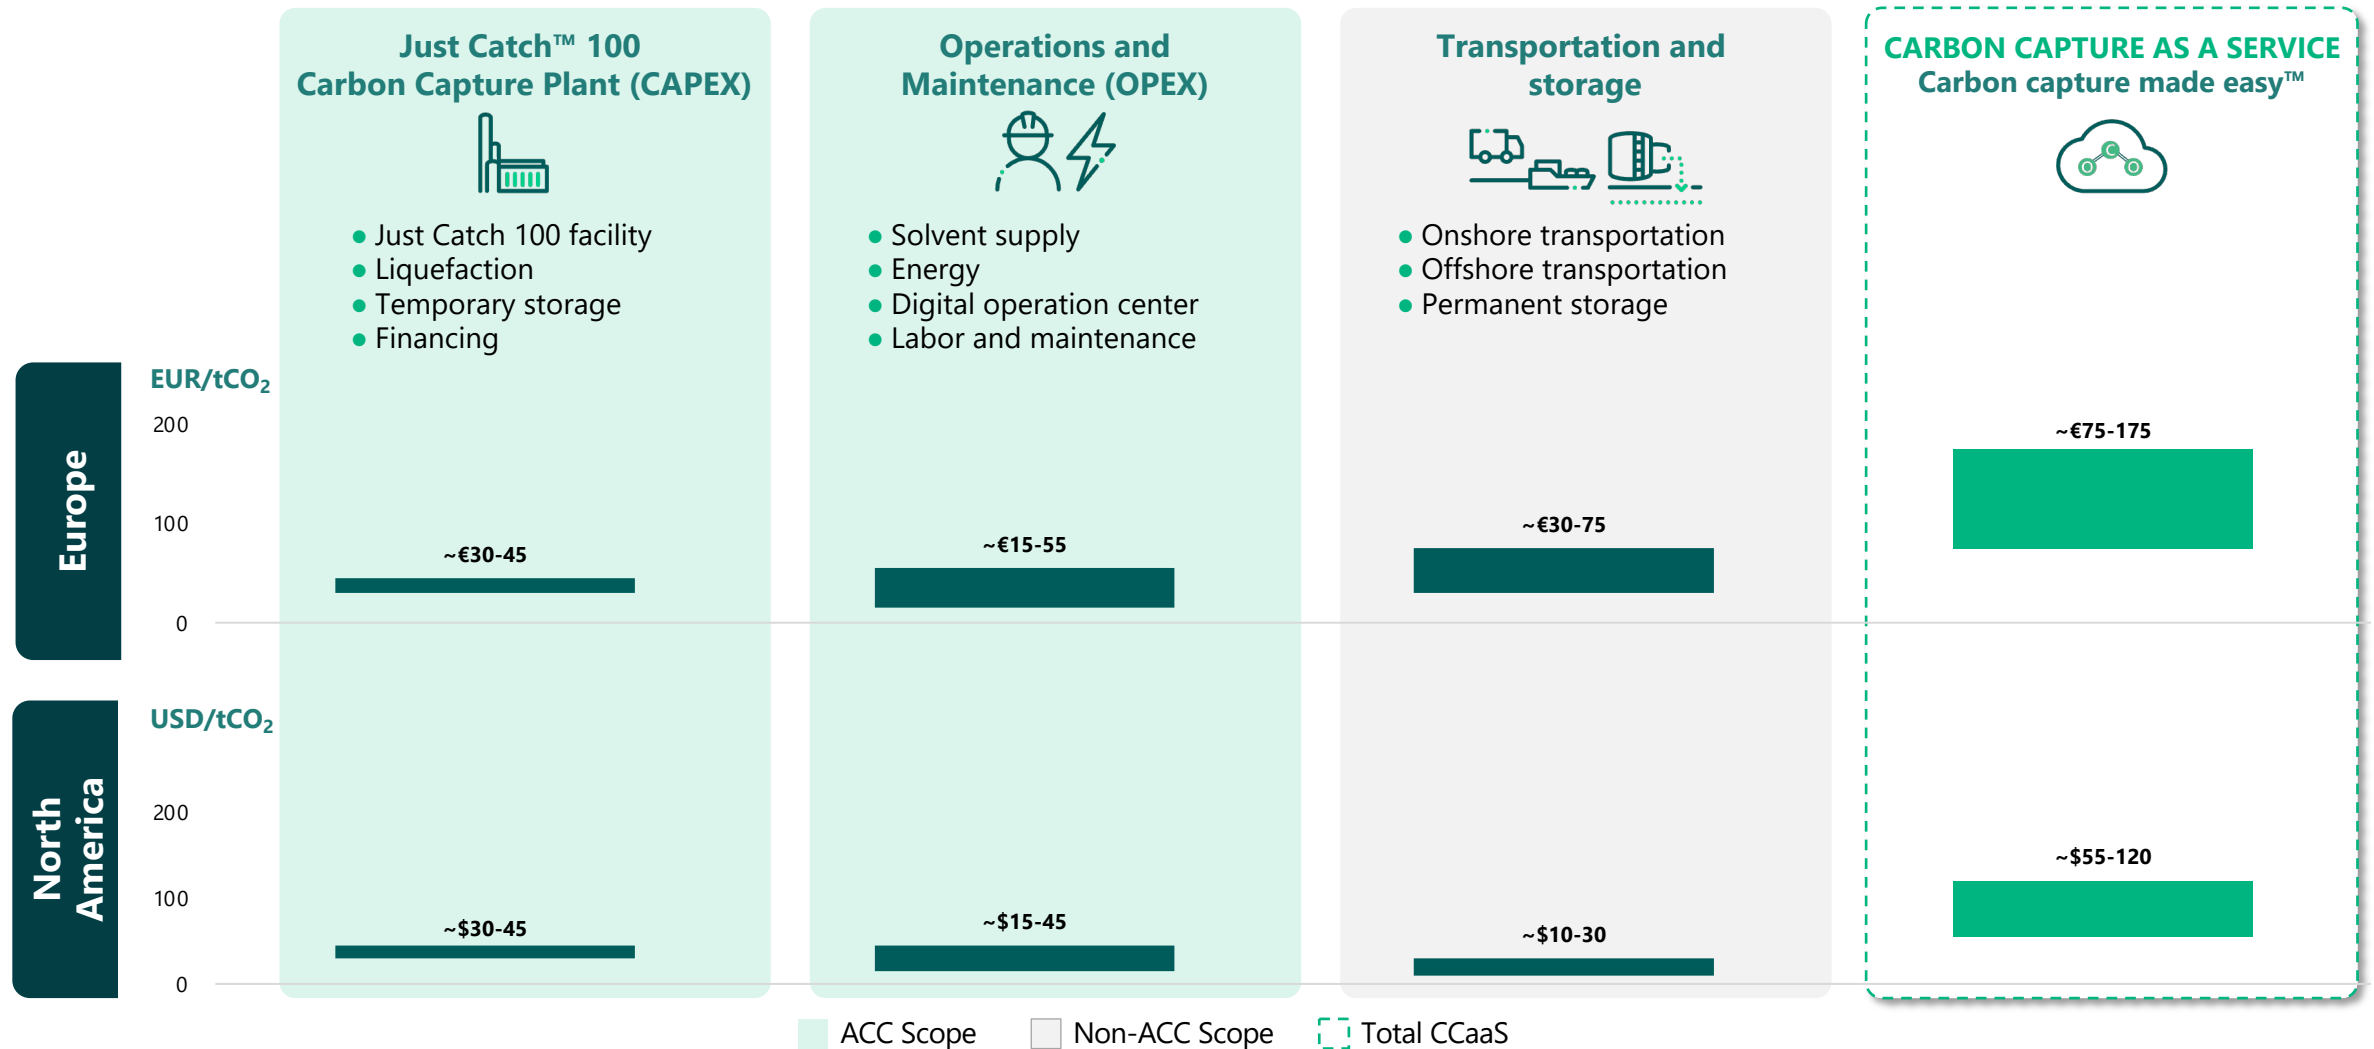 Just Catch™ 100
Carbon Capture Plant (CAPEX)
Operations and
Maintenance (OPEX)
Transportation and
storage
CARBON CAPTURE AS A SERVICE
Carbon capture made easy™
● Just Catch 100 facility
● Liquefaction
● Temporary storage
● Financing
● Solvent supply
● Energy
● Digital operation center
● Labor and maintenance
● Onshore transportation
● Offshore transportation
● Permanent storage
Europe
EUR/tCO₂
200
100
0
~€30-45
~€15-55
~€30-75
~€75-175
North
America
USD/tCO₂
200
100
0
~$30-45
~$15-45
~$10-30
~$55-120
ACC Scope
Non-ACC Scope
Total CCaaS